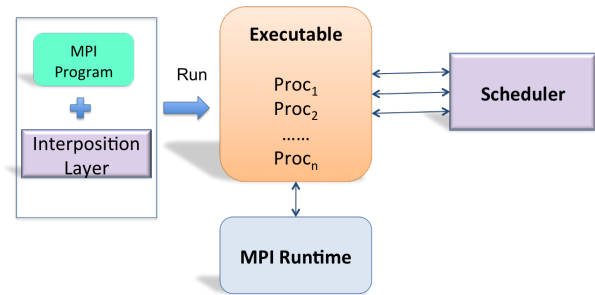 MPI
Program
Interposition
Layer
Run
Executable
Proc₁
Proc₂
......
Procₙ
Scheduler
MPI Runtime